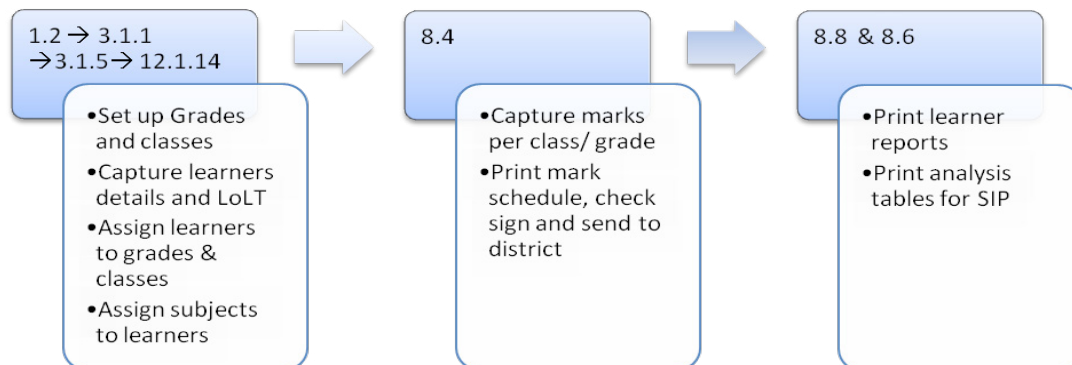 1.2 → 3.1.1
→3.1.5→ 12.1.14
•Set up Grades
and classes
•Capture learners
details and LoLT
•Assign learners
to grades &
classes
•Assign subjects
to learners
8.4
•Capture marks
per class/ grade
•Print mark
schedule, check
sign and send to
district
8.8 & 8.6
•Print learner
reports
•Print analysis
tables for SIP